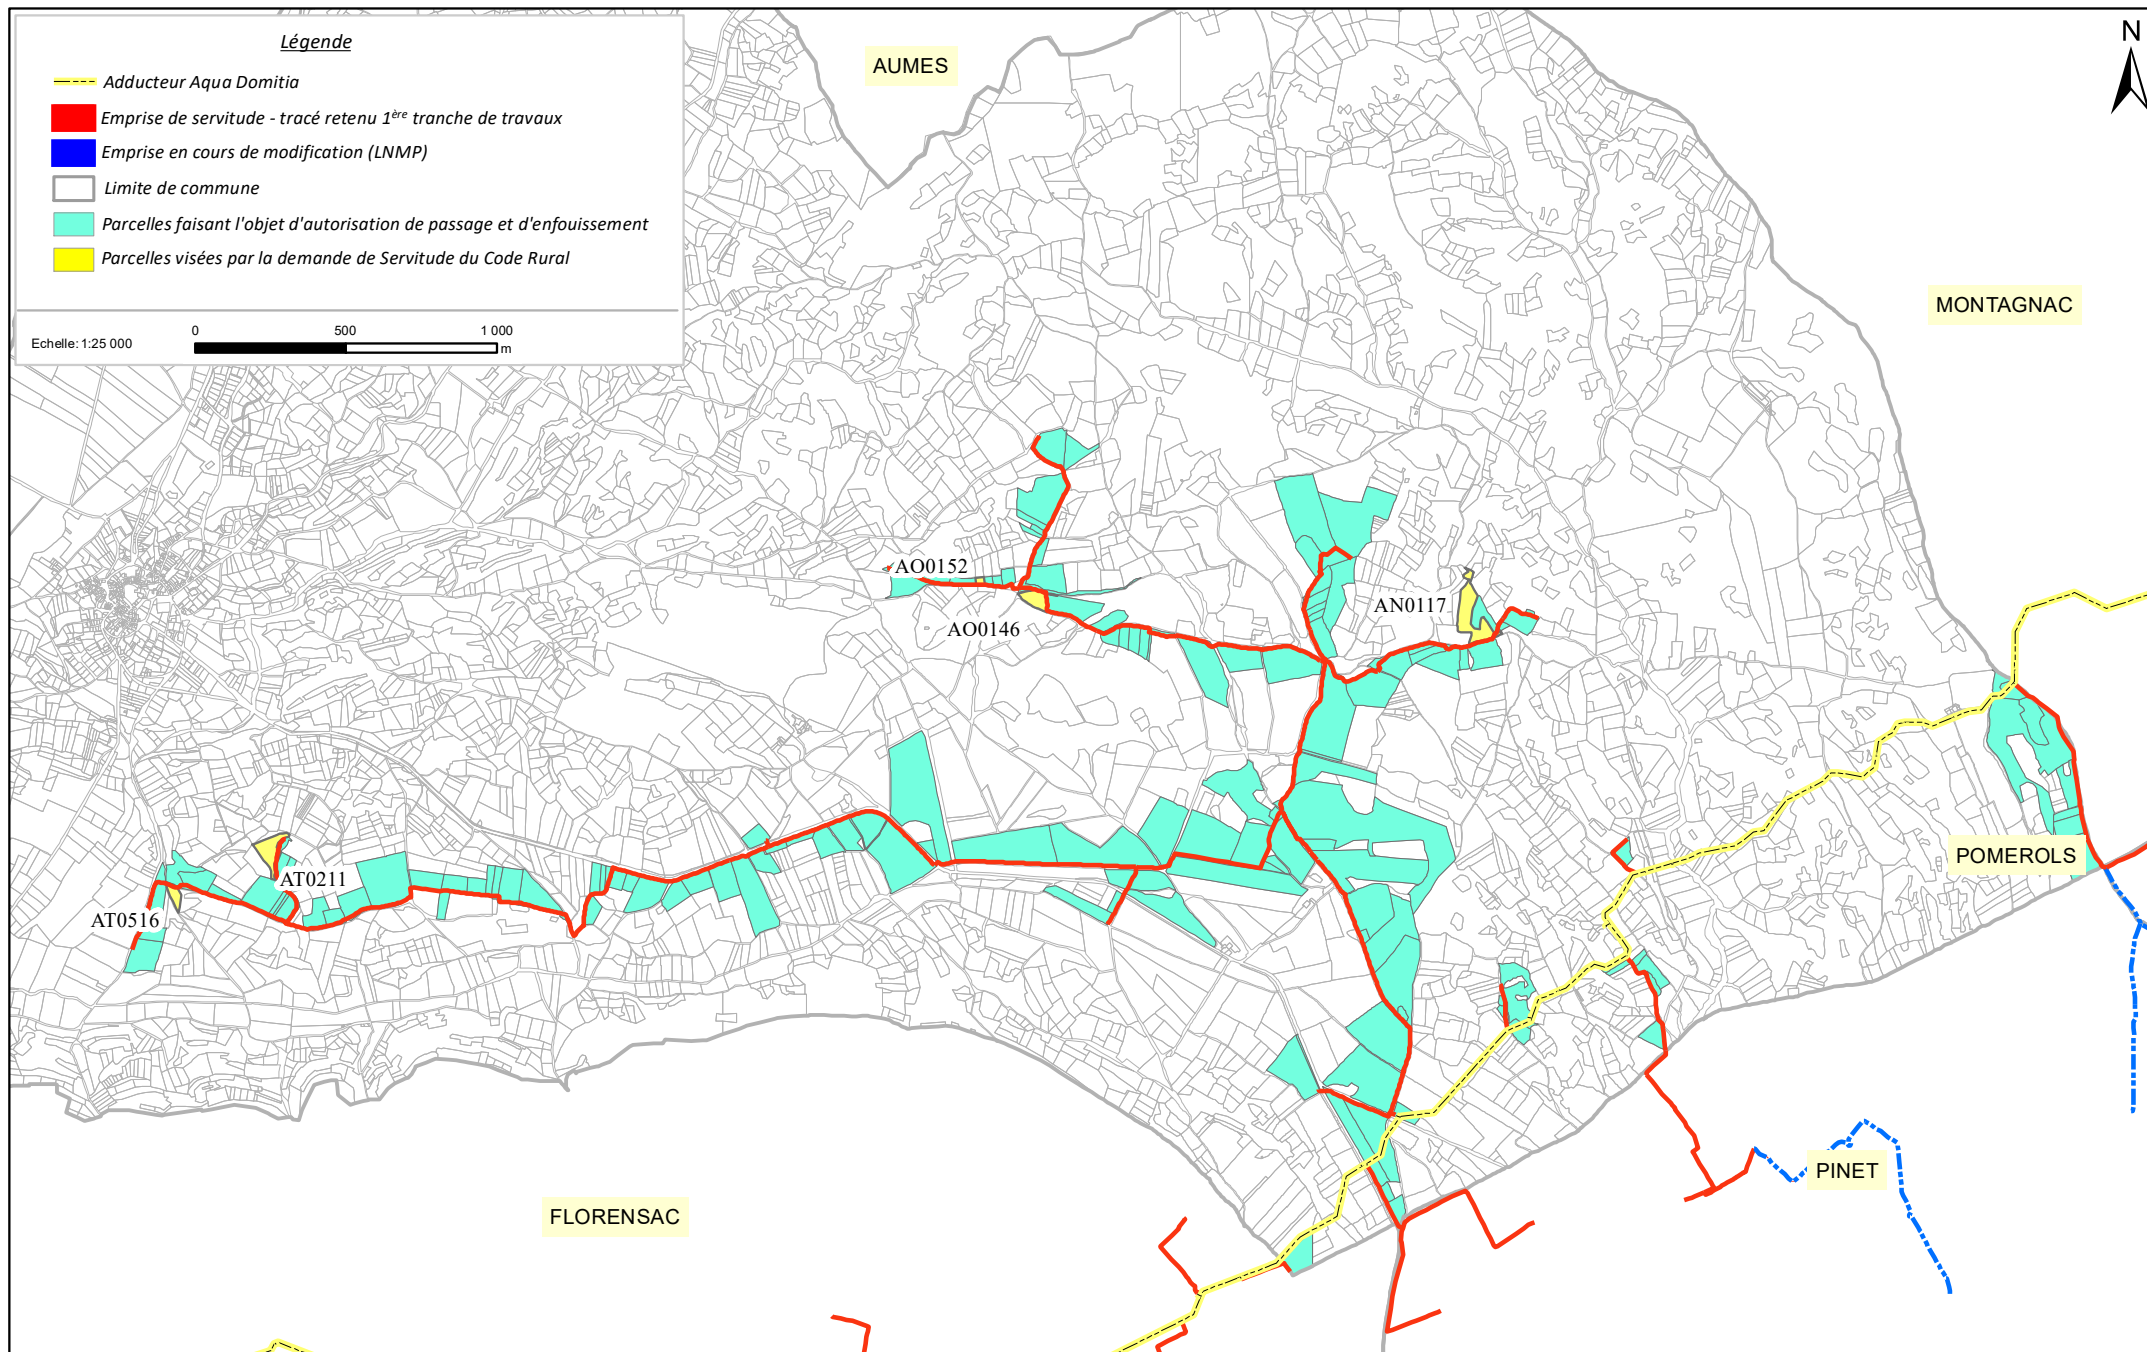 Légende
Adducteur Aqua Domitia
Emprise de servitude - tracé retenu 1ère tranche de travaux
Emprise en cours de modification (LNMP)
Limite de commune
Parcelles faisant l'objet d'autorisation de passage et d'enfouissement
Parcelles visées par la demande de Servitude du Code Rural
Echelle: 1:25 000
0 500 1 000
m
N
AUMES
MONTAGNAC
AO0152
AN0117
AO0146
POMEROLS
AT0211
AT0516
PINET
FLORENSAC